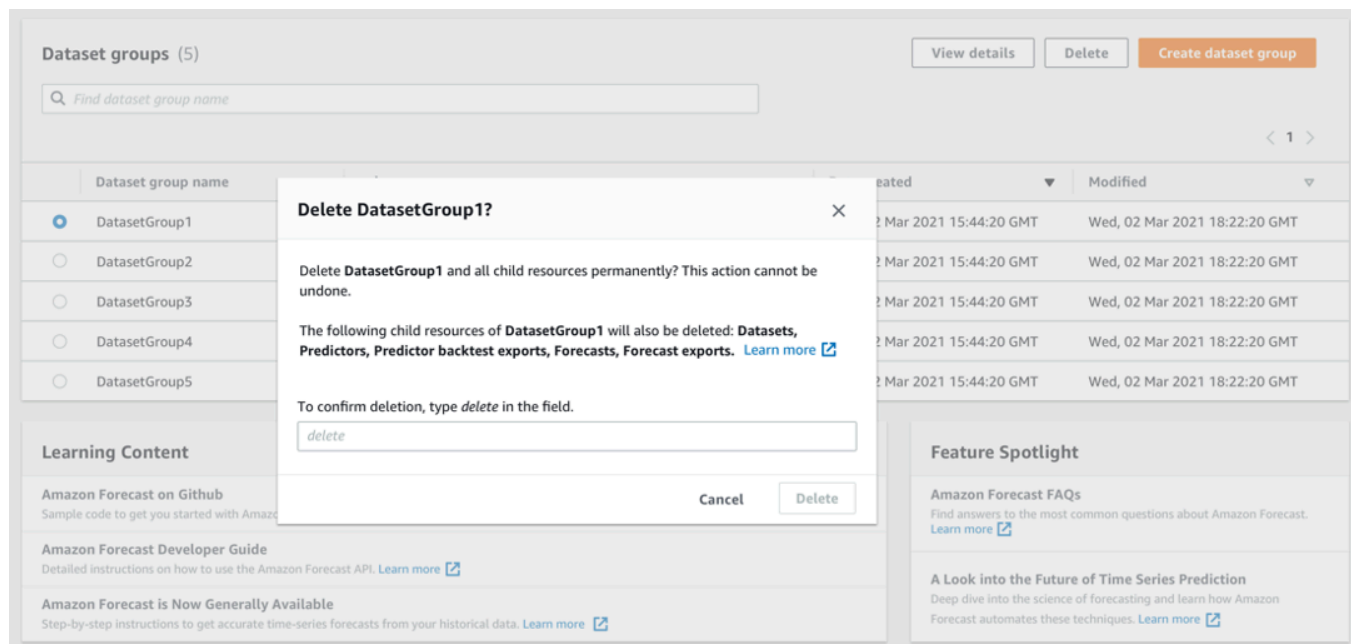 Dataset groups (5)
View details
Delete
Create dataset group
Find dataset group name
1
Dataset group name
eated
Modified
DatasetGroup1
2 Mar 2021 15:44:20 GMT
Wed, 02 Mar 2021 18:22:20 GMT
DatasetGroup2
2 Mar 2021 15:44:20 GMT
Wed, 02 Mar 2021 18:22:20 GMT
DatasetGroup3
2 Mar 2021 15:44:20 GMT
Wed, 02 Mar 2021 18:22:20 GMT
DatasetGroup4
2 Mar 2021 15:44:20 GMT
Wed, 02 Mar 2021 18:22:20 GMT
DatasetGroup5
2 Mar 2021 15:44:20 GMT
Wed, 02 Mar 2021 18:22:20 GMT
Delete DatasetGroup1?
Delete DatasetGroup1 and all child resources permanently? This action cannot be
undone.
The following child resources of DatasetGroup1 will also be deleted: Datasets,
Predictors, Predictor backtest exports, Forecasts, Forecast exports. Learn more
To confirm deletion, type delete in the field.
delete
Cancel
Delete
Learning Content
Amazon Forecast on Github
Sample code to get you started with Amazo
Amazon Forecast Developer Guide
Detailed instructions on how to use the Amazon Forecast API. Learn more
Amazon Forecast is Now Generally Available
Step-by-step instructions to get accurate time-series forecasts from your historical data. Learn more
Feature Spotlight
Amazon Forecast FAQs
Find answers to the most common questions about Amazon Forecast.
Learn more
A Look into the Future of Time Series Prediction
Deep dive into the science of forecasting and learn how Amazon
Forecast automates these techniques. Learn more